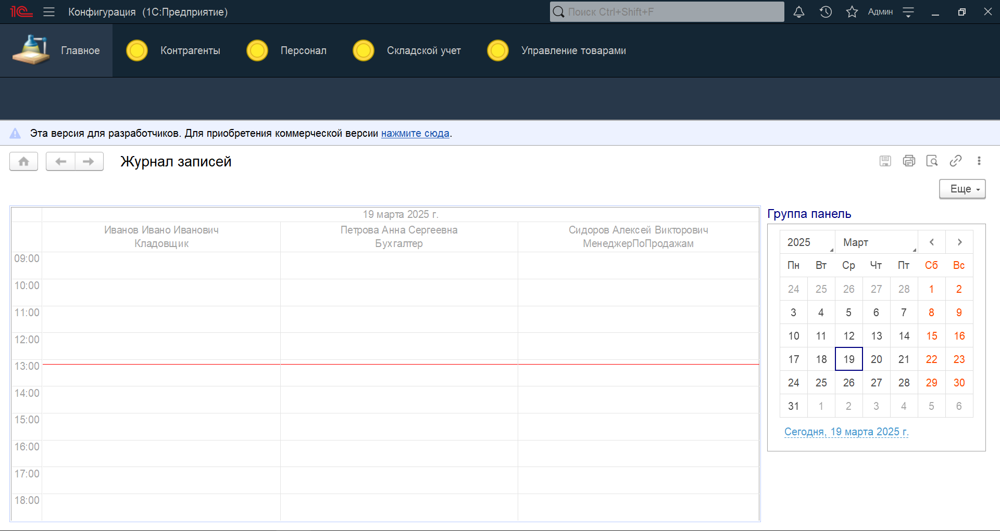 1С Конфигурация (1С:Предприятие) Поиск Ctrl+Shift+F Админ
Главное Контрагенты Персонал Складской учет Управление товарами
Эта версия для разработчиков. Для приобретения коммерческой версии нажмите сюда.
Журнал записей
Еще
19 марта 2025 г.
Иванов Ивано Иванович
Кладовщик
Петрова Анна Сергеевна
Бухгалтер
Сидоров Алексей Викторович
МенеджерПоПродажам
09:00
10:00
11:00
12:00
13:00
14:00
15:00
16:00
17:00
18:00
Группа панель
2025 Март
Пн Вт Ср Чт Пт Сб Вс
24 25 26 27 28 1 2
3 4 5 6 7 8 9
10 11 12 13 14 15 16
17 18 19 20 21 22 23
24 25 26 27 28 29 30
31 1 2 3 4 5 6
Сегодня, 19 марта 2025 г.